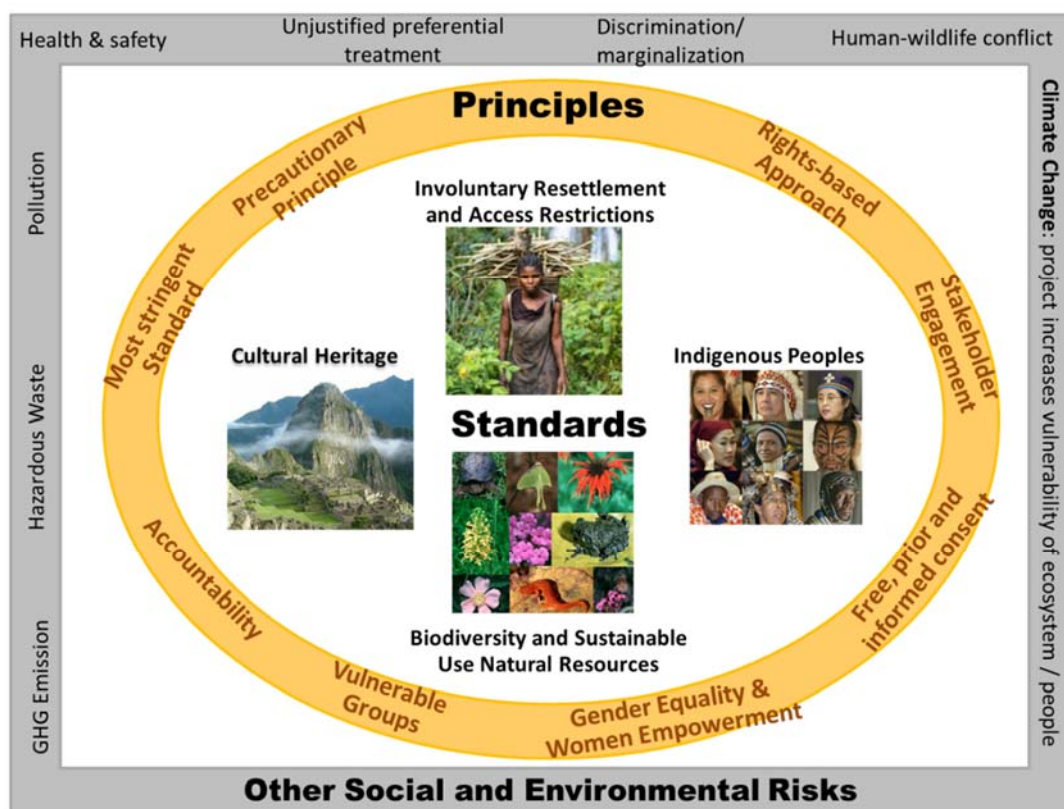 Health & safety
Unjustified preferential
treatment
Discrimination/
marginalization
Human-wildlife conflict
Pollution
Hazardous Waste
GHG Emission
Climate Change: project increases vulnerability of ecosystem / people
Principles
Precautionary
Principle
Rights-based
Approach
Most stringent
Standard
Stakeholder
Engagement
Involuntary Resettlement
and Access Restrictions
Cultural Heritage
Indigenous Peoples
Standards
Biodiversity and Sustainable
Use Natural Resources
Accountability
Free, prior and
informed consent
Vulnerable
Groups
Gender Equality &
Women Empowerment
Other Social and Environmental Risks